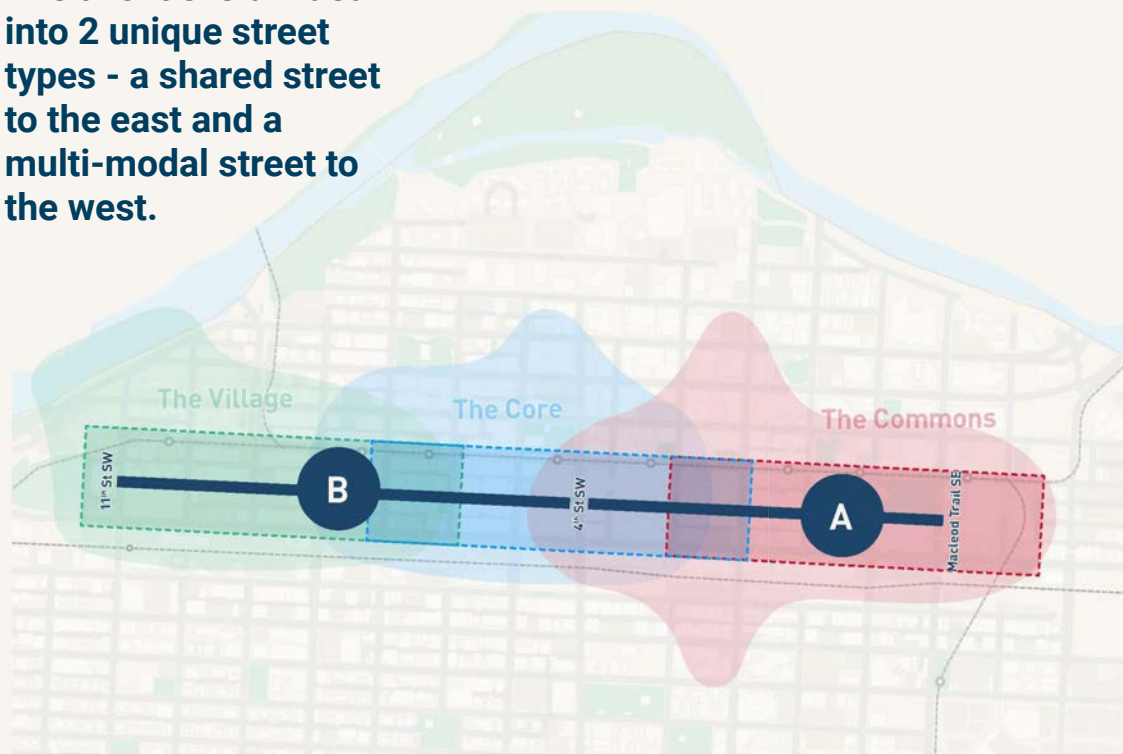 into 2 unique street
types - a shared street
to the east and a
multi-modal street to
the west.
The Village
The Core
The Commons
11th St SW
B
4th St SW
A
Macleod Trail SE